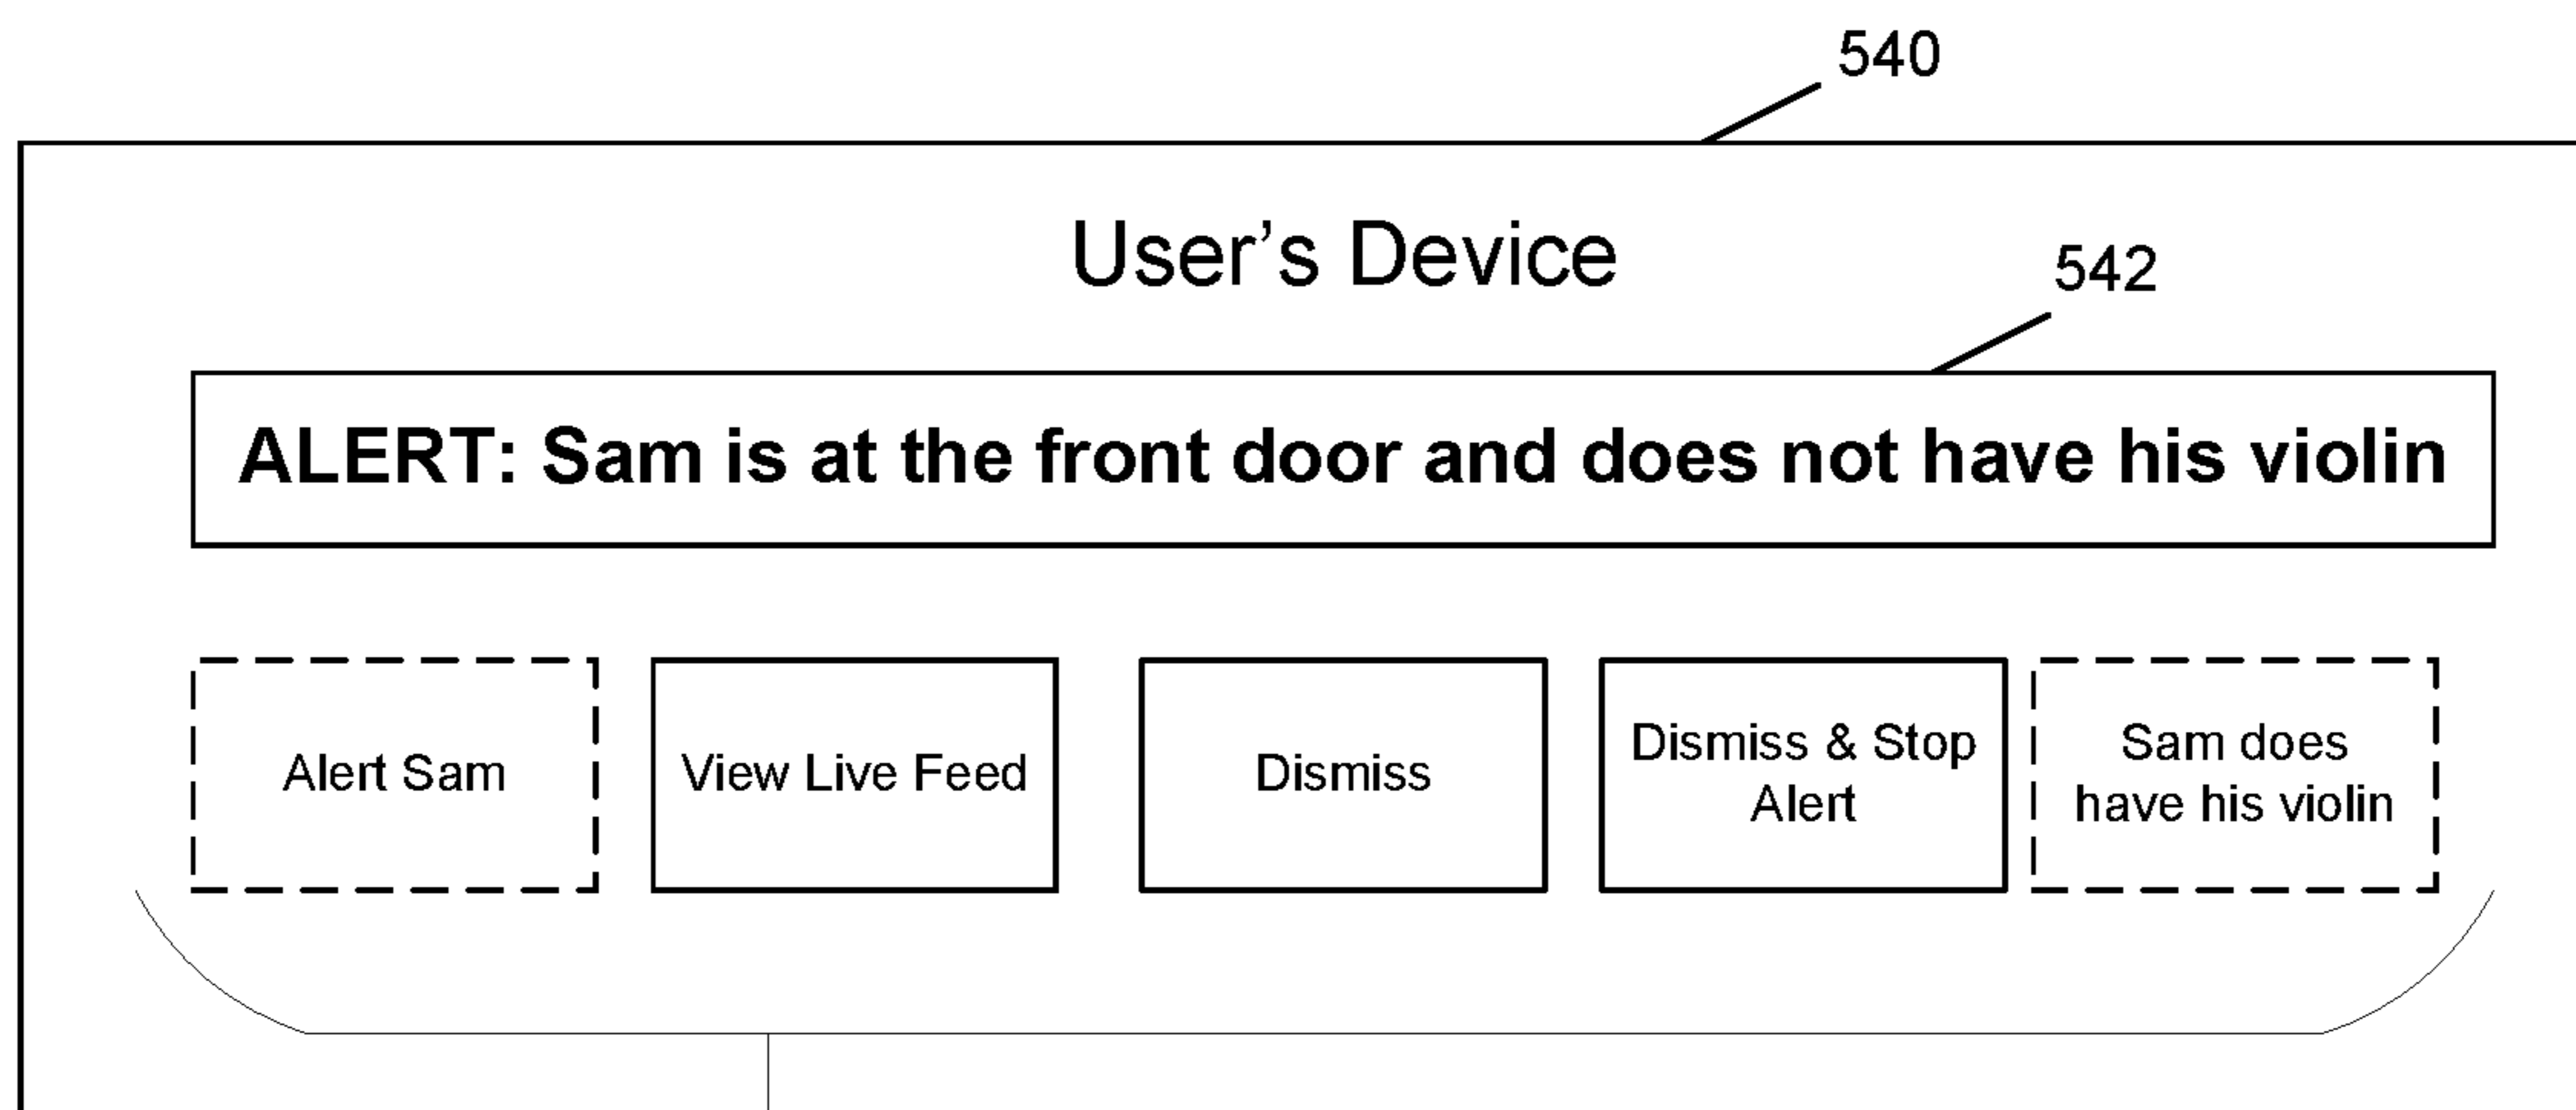 540
User’s Device
542
ALERT: Sam is at the front door and does not have his violin
Alert Sam
View Live Feed
Dismiss
Dismiss & Stop
Alert
Sam does
have his violin